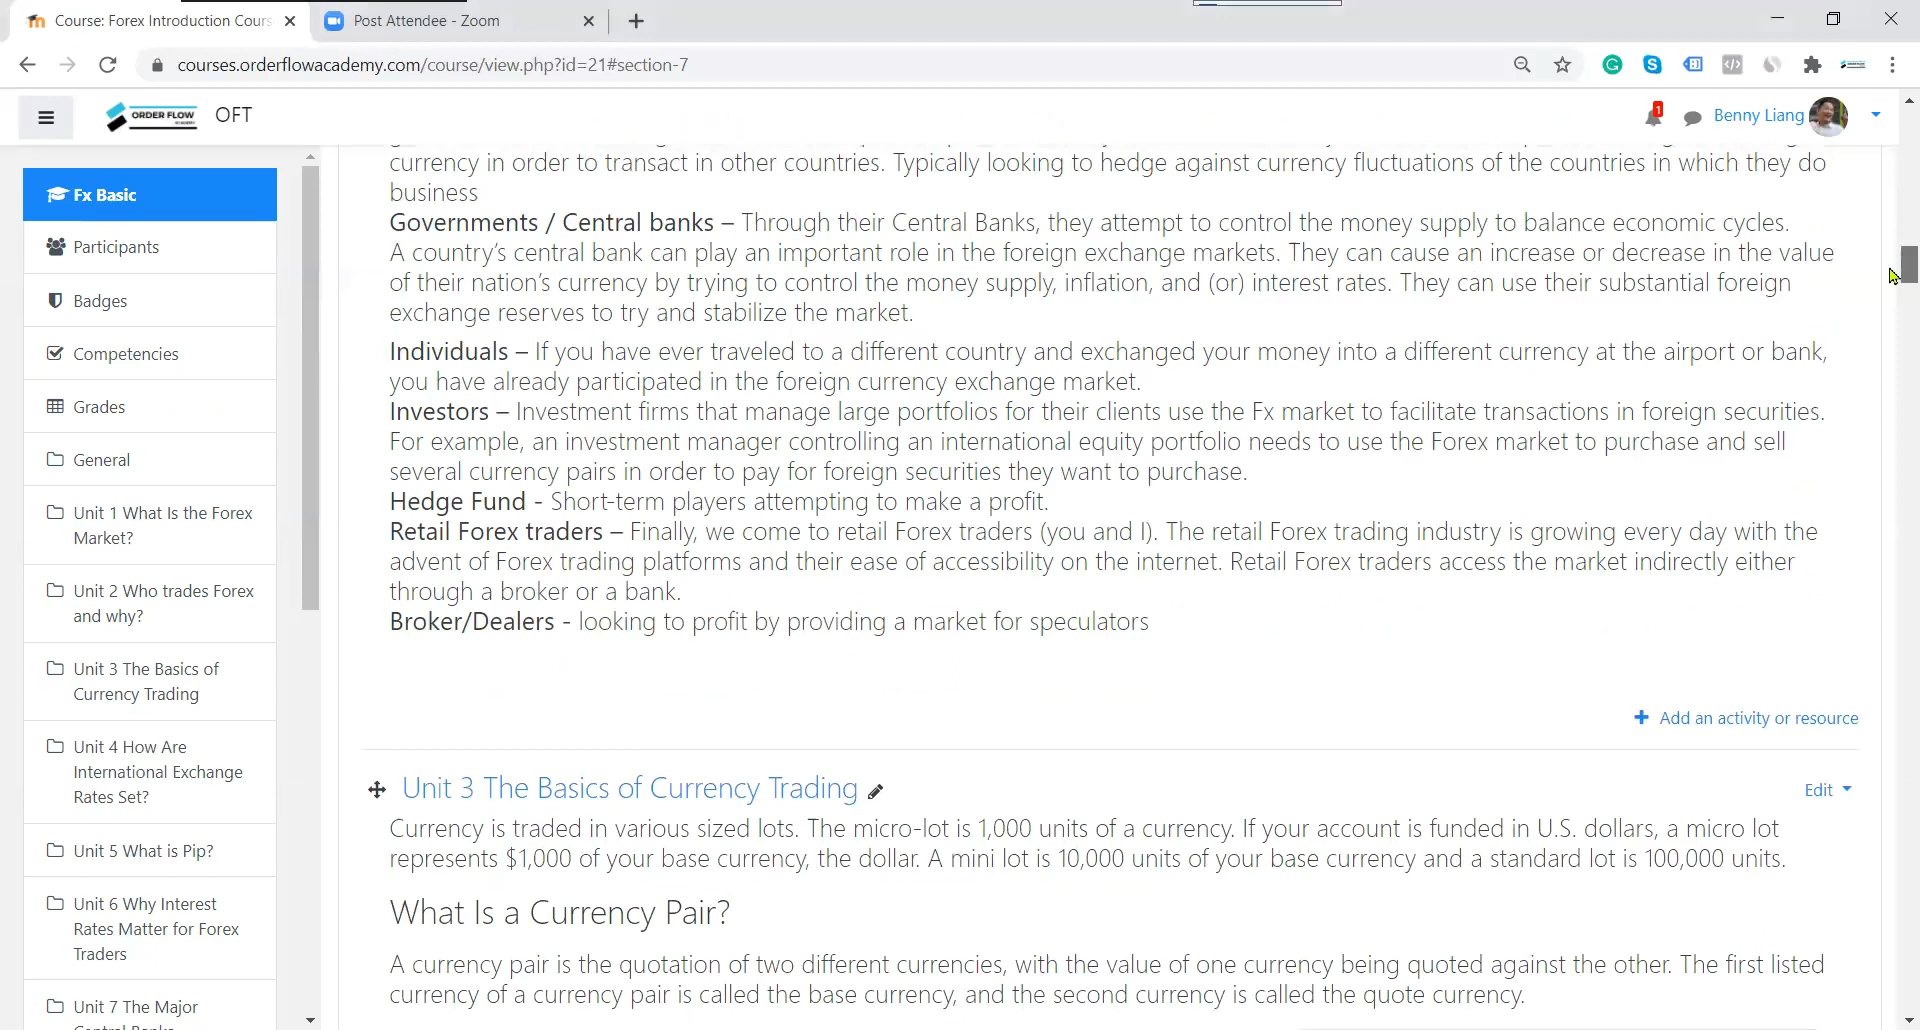 Course: Forex Introduction Cours
Post Attendee - Zoom
courses.orderflowacademy.com/course/view.php?id=21#section-7
ORDER FLOW
OFT
1
Benny Liang
Fx Basic
Participants
Badges
Competencies
Grades
General
Unit 1 What Is the Forex
Market?
Unit 2 Who trades Forex
and why?
Unit 3 The Basics of
Currency Trading
Unit 4 How Are
International Exchange
Rates Set?
Unit 5 What is Pip?
Unit 6 Why Interest
Rates Matter for Forex
Traders
Unit 7 The Major
currency in order to transact in other countries. Typically looking to hedge against currency fluctuations of the countries in which they do
business
Governments / Central banks – Through their Central Banks, they attempt to control the money supply to balance economic cycles.
A country’s central bank can play an important role in the foreign exchange markets. They can cause an increase or decrease in the value
of their nation’s currency by trying to control the money supply, inflation, and (or) interest rates. They can use their substantial foreign
exchange reserves to try and stabilize the market.
Individuals – If you have ever traveled to a different country and exchanged your money into a different currency at the airport or bank,
you have already participated in the foreign currency exchange market.
Investors – Investment firms that manage large portfolios for their clients use the Fx market to facilitate transactions in foreign securities.
For example, an investment manager controlling an international equity portfolio needs to use the Forex market to purchase and sell
several currency pairs in order to pay for foreign securities they want to purchase.
Hedge Fund - Short-term players attempting to make a profit.
Retail Forex traders – Finally, we come to retail Forex traders (you and I). The retail Forex trading industry is growing every day with the
advent of Forex trading platforms and their ease of accessibility on the internet. Retail Forex traders access the market indirectly either
through a broker or a bank.
Broker/Dealers - looking to profit by providing a market for speculators
Add an activity or resource
Unit 3 The Basics of Currency Trading
Edit
Currency is traded in various sized lots. The micro-lot is 1,000 units of a currency. If your account is funded in U.S. dollars, a micro lot
represents $1,000 of your base currency, the dollar. A mini lot is 10,000 units of your base currency and a standard lot is 100,000 units.
What Is a Currency Pair?
A currency pair is the quotation of two different currencies, with the value of one currency being quoted against the other. The first listed
currency of a currency pair is called the base currency, and the second currency is called the quote currency.